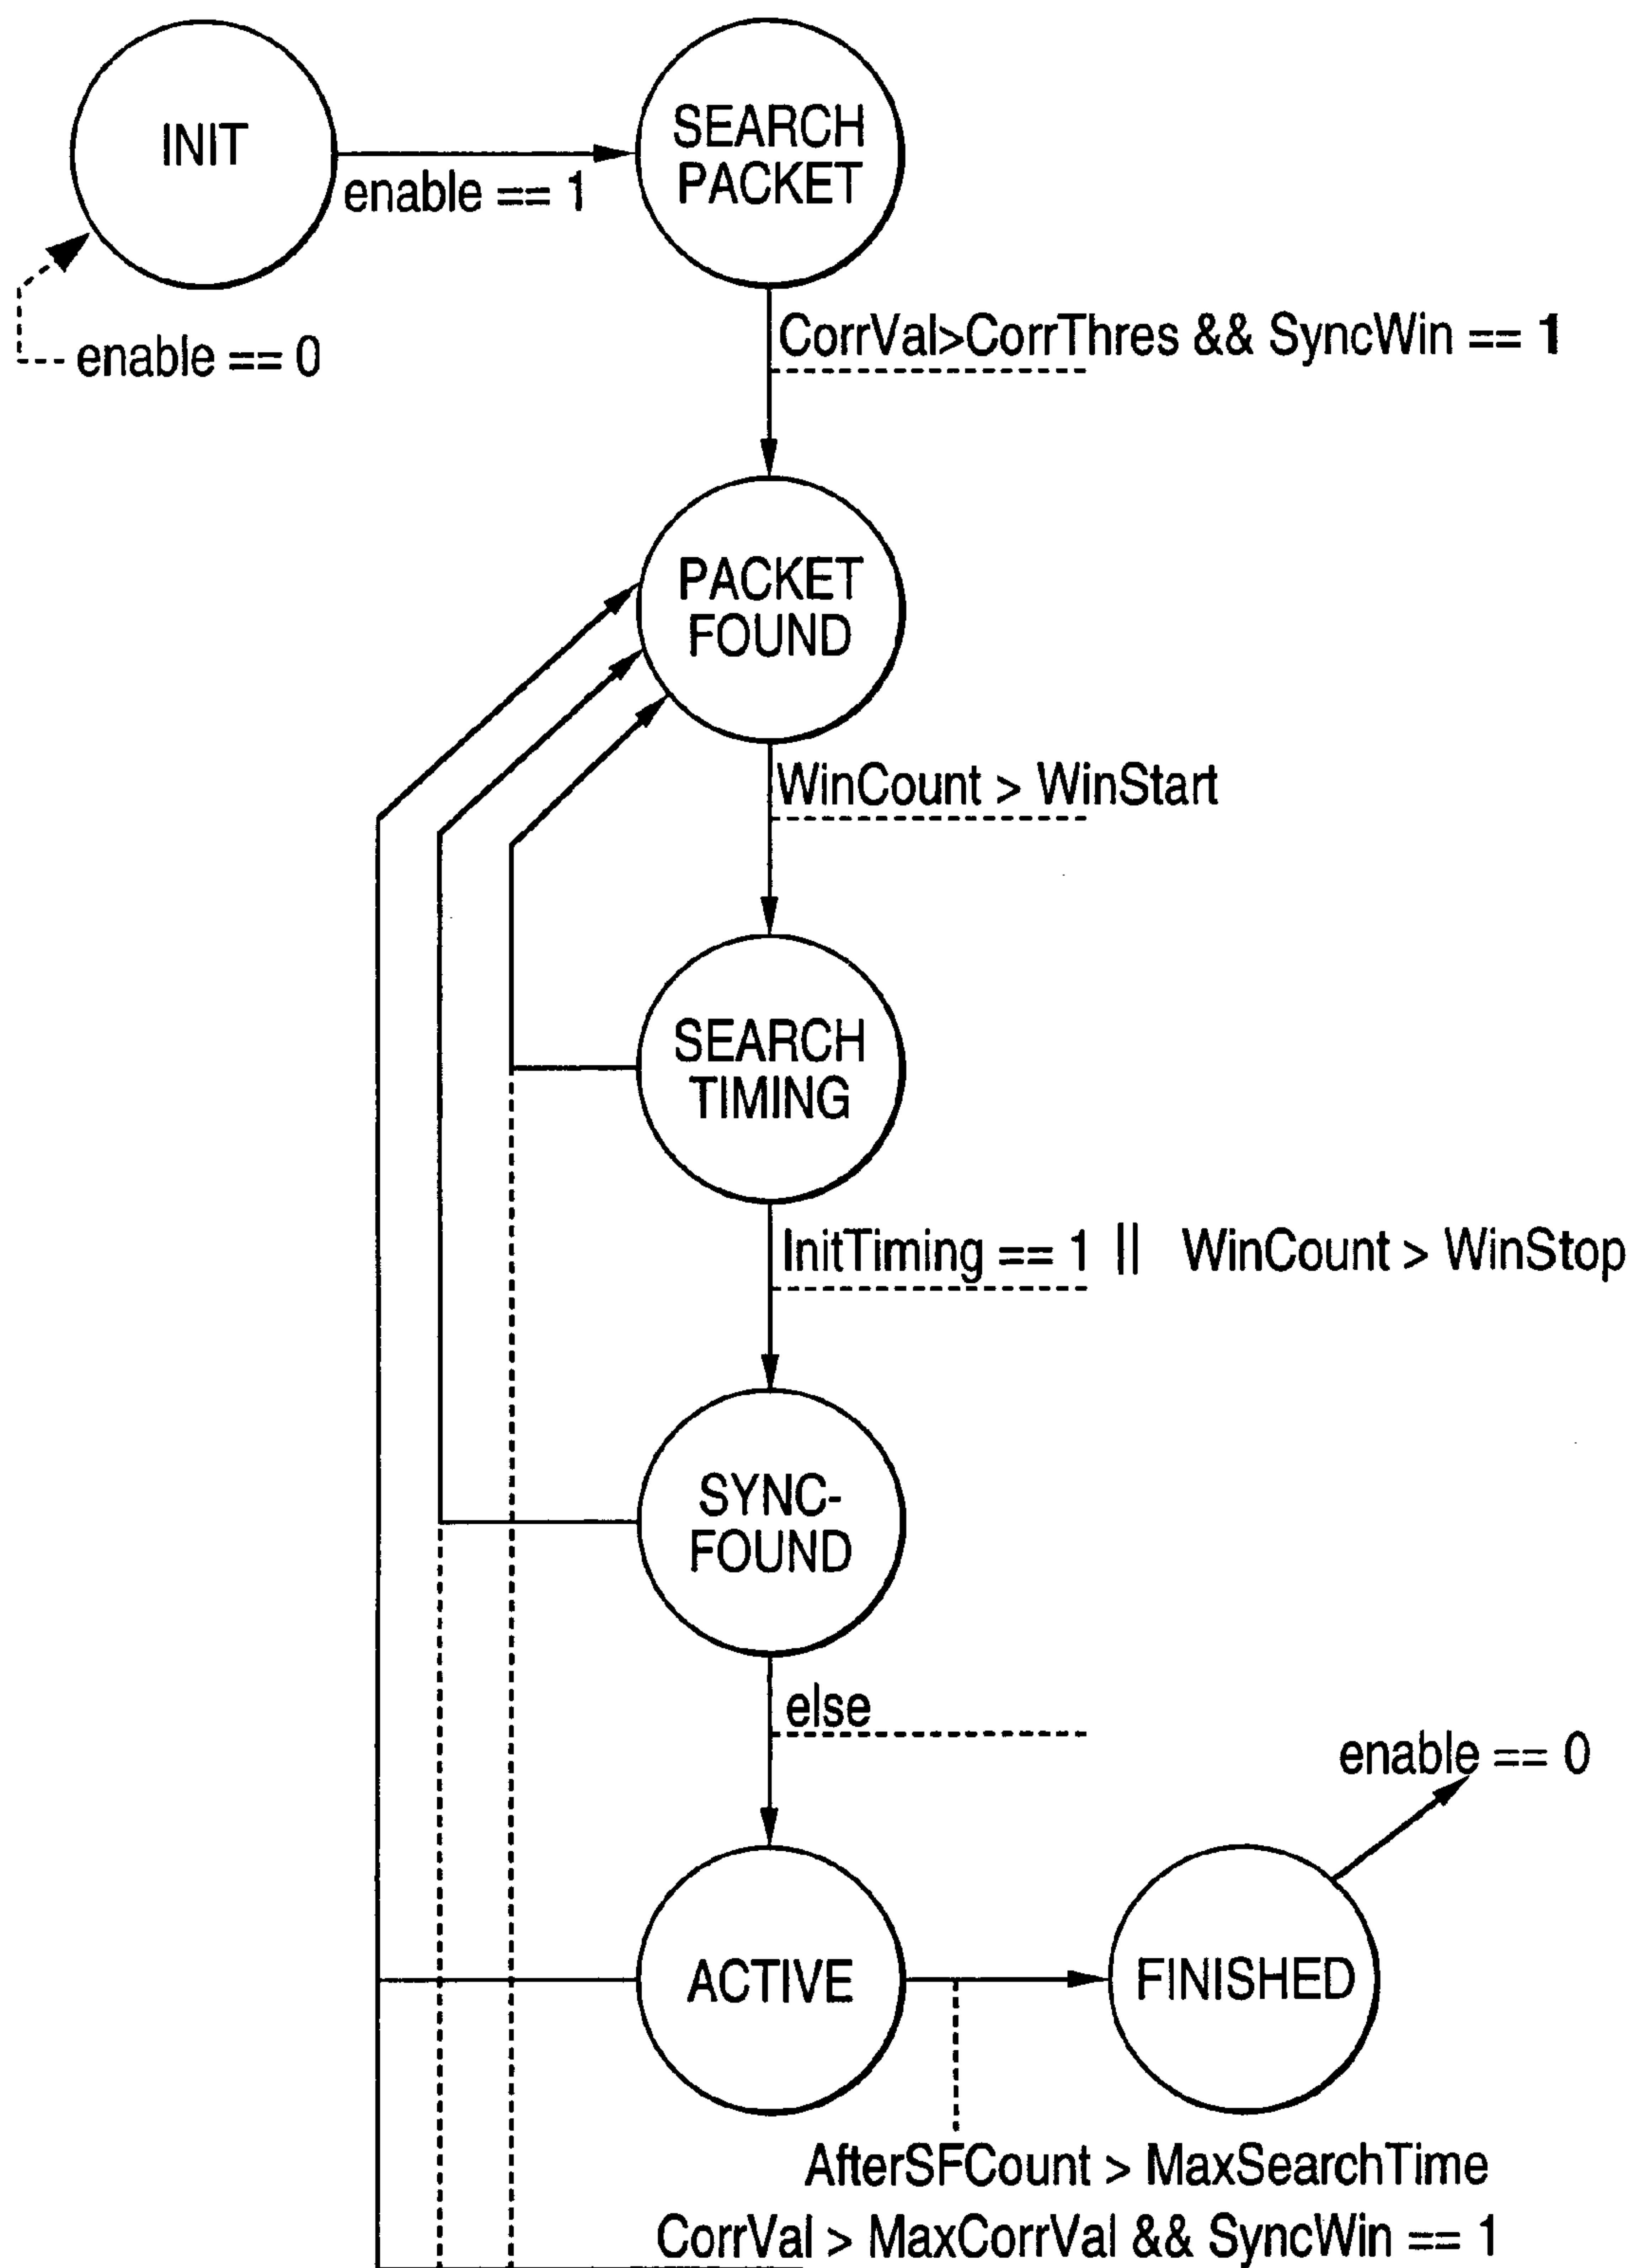 INIT
SEARCH
PACKET
enable == 1
enable == 0
CorrVal>CorrThres && SyncWin == 1
PACKET
FOUND
WinCount > WinStart
SEARCH
TIMING
InitTiming == 1 || WinCount > WinStop
SYNC-
FOUND
else
enable == 0
ACTIVE
FINISHED
AfterSFCount > MaxSearchTime
CorrVal > MaxCorrVal && SyncWin == 1